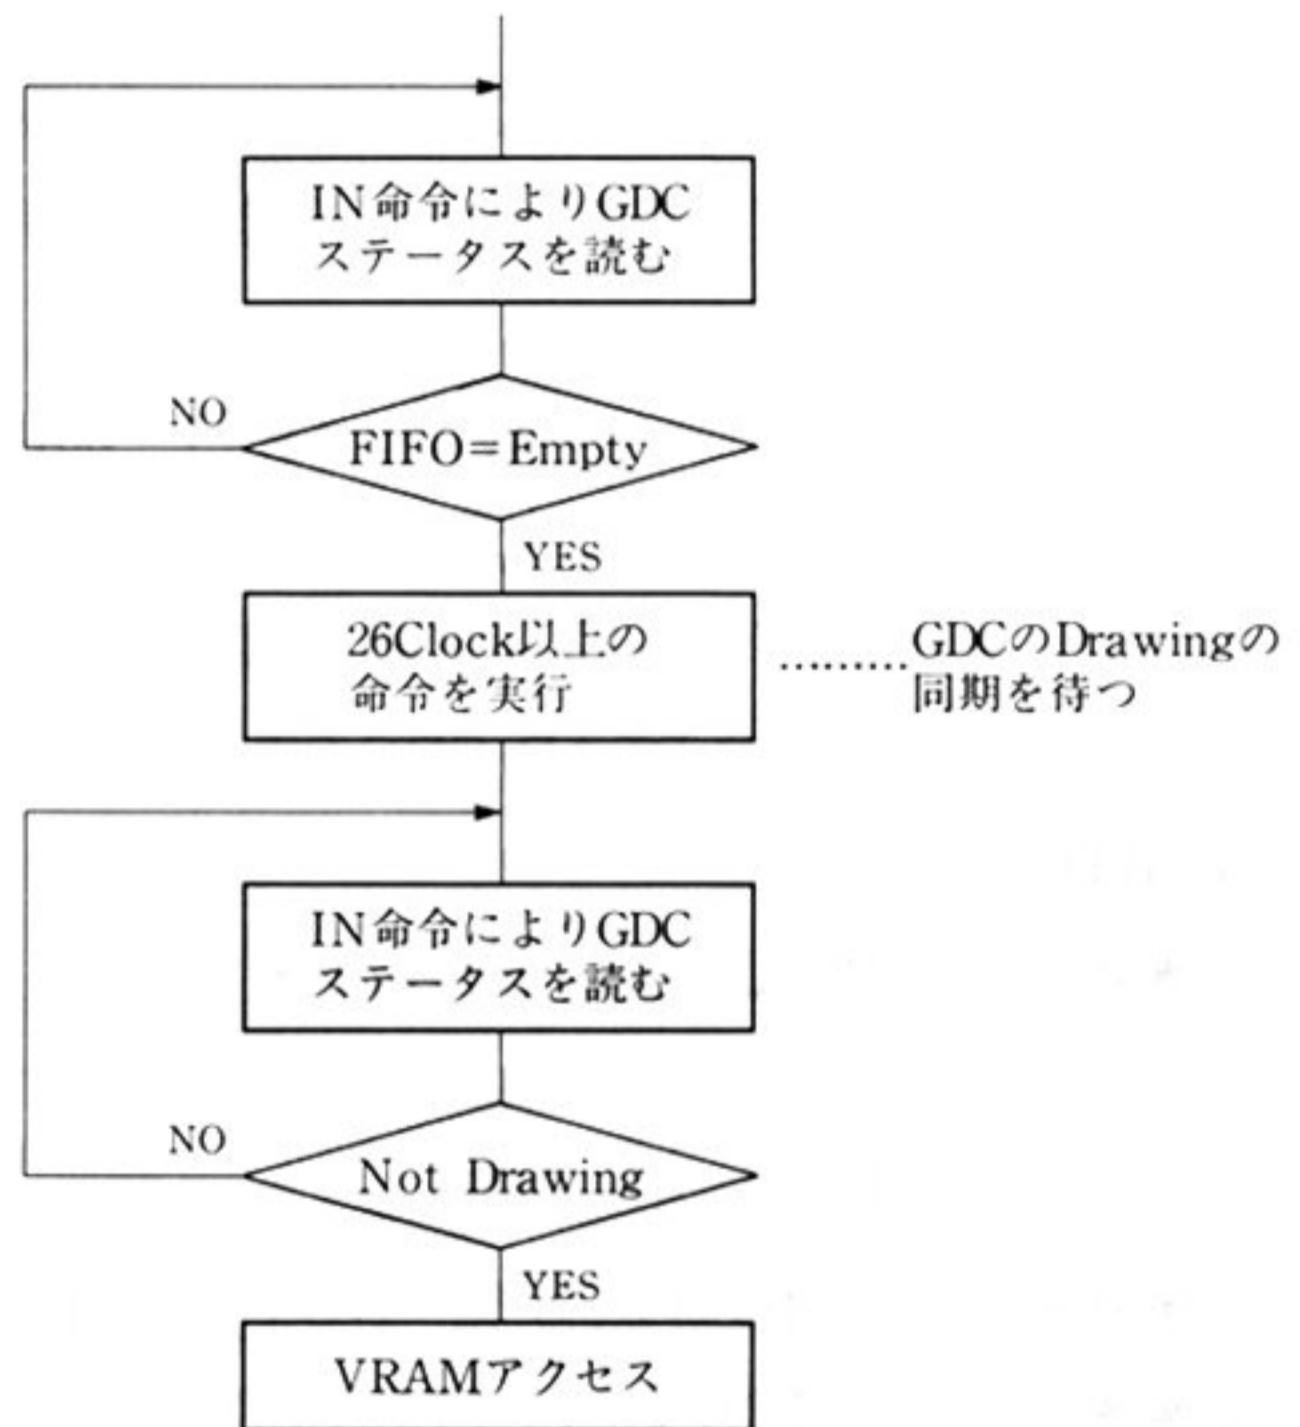 IN命令によりGDC
ステータスを読む
NO
FIFO=Empty
YES
26Clock以上の
命令を実行
………GDCのDrawingの
同期を待つ
IN命令によりGDC
ステータスを読む
NO
Not Drawing
YES
VRAMアクセス